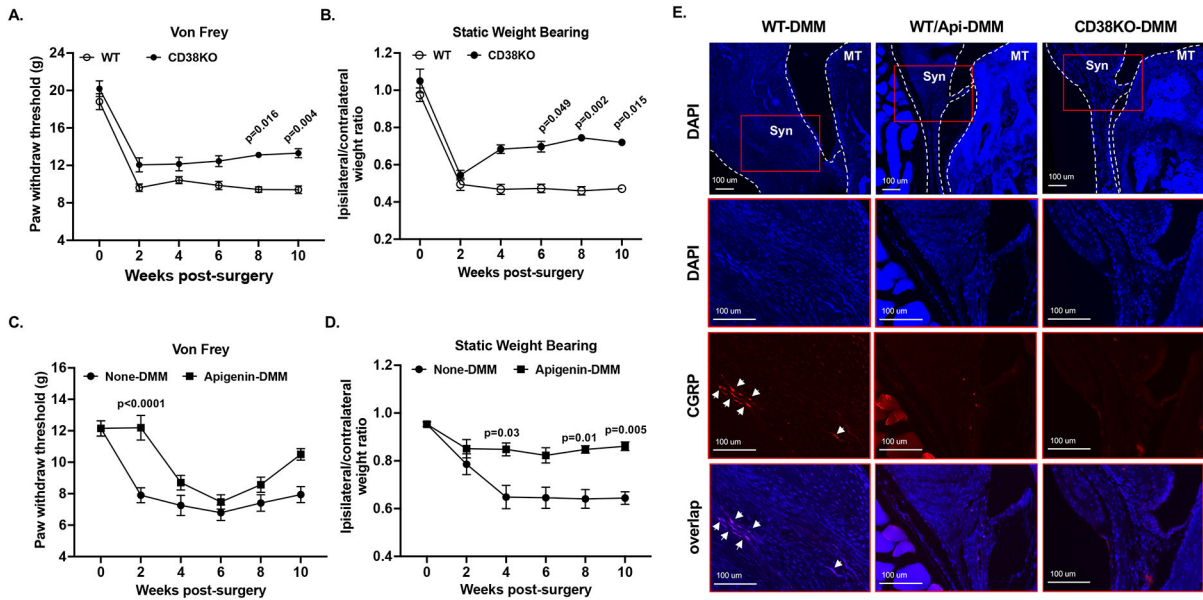 A.
Von Frey
WT CD38KO
Paw withdraw threshold (g)
24
20
16
12
8
4
p=0.016
p=0.004
0 2 4 6 8 10
Weeks post-surgery
B.
Static Weight Bearing
WT CD38KO
Ipisilateral/contralateral
wieght ratio
1.2
1.0
0.8
0.6
0.4
0.2
p=0.049
p=0.002
p=0.015
0 2 4 6 8 10
Weeks post-surgery
C.
Von Frey
None-DMM Apigenin-DMM
Paw withdraw threshold (g)
16
14
12
10
8
6
4
p<0.0001
0 2 4 6 8 10
Weeks post-surgery
D.
Static Weight Bearing
None-DMM Apigenin-DMM
Ipisilateral/contralateral
weight ratio
1.2
1.0
0.8
0.6
0.4
p=0.03 p=0.01 p=0.005
0 2 4 6 8 10
Weeks post-surgery
E.
WT-DMM WT/Api-DMM CD38KO-DMM
DAPI
MT
Syn
100 um
Syn
MT
100 um
Syn
MT
100 um
DAPI
100 um
100 um
100 um
CGRP
100 um
100 um
100 um
overlap
100 um
100 um
100 um